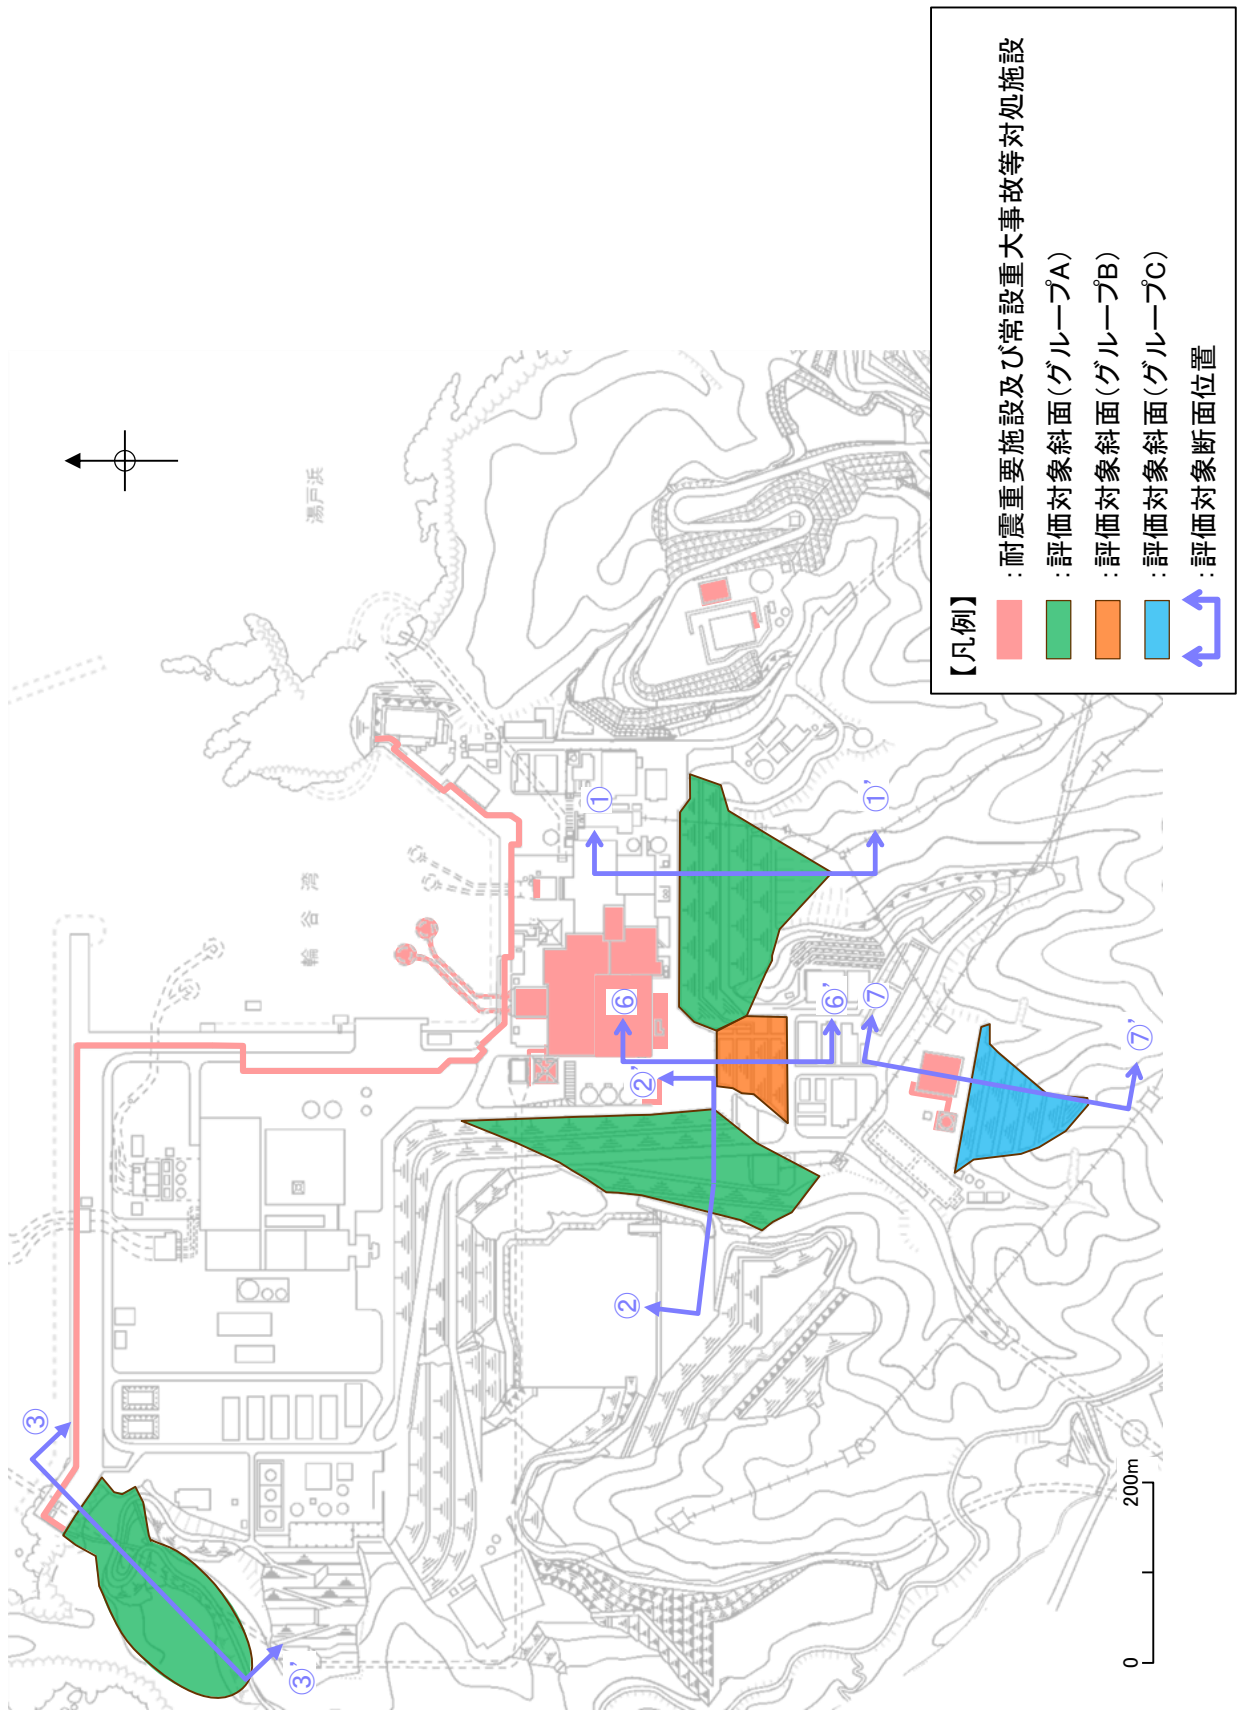 【凡例】
：耐震重要施設及び常設重大事故等対処施設
：評価対象斜面(グループA)
：評価対象斜面(グループB)
：評価対象斜面(グループC)
：評価対象断面位置
湯戸浜
輪谷湾
①
①’
②
②’
③
③’
⑥
⑥’
⑦
⑦’
0
200m